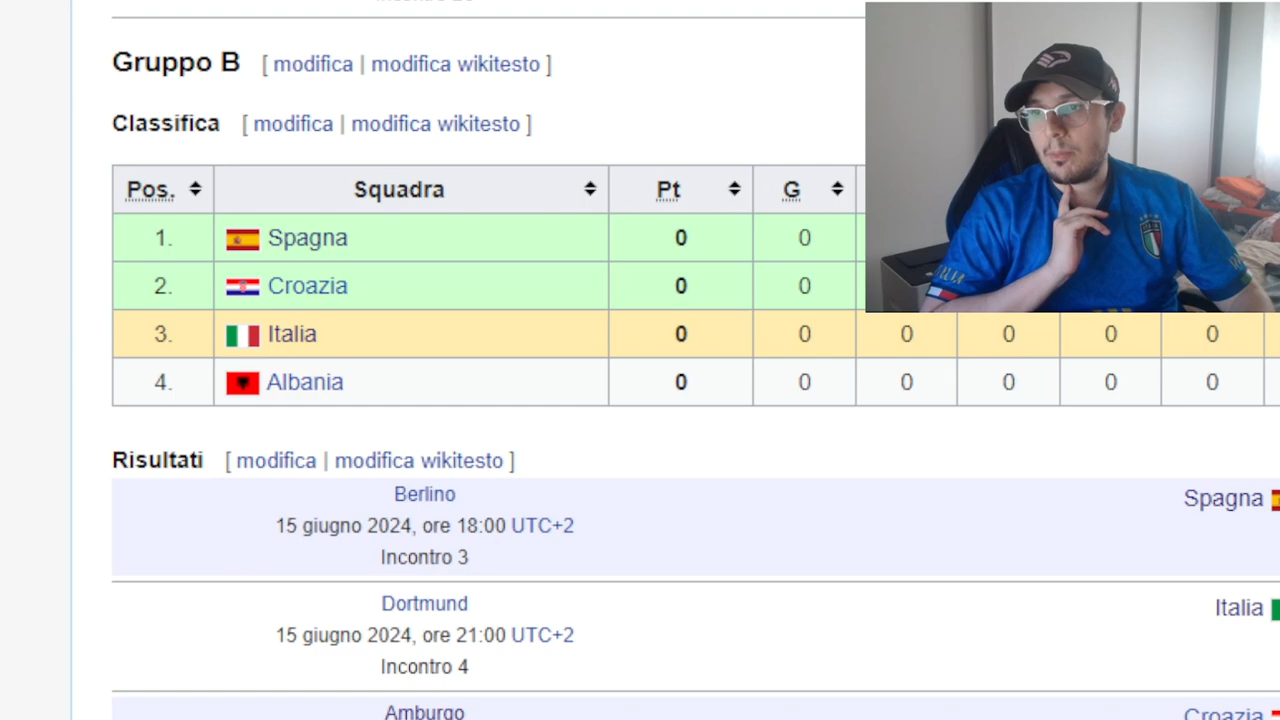 Gruppo B [ modifica | modifica wikitesto ]
Classifica [ modifica | modifica wikitesto ]
Pos. Squadra Pt G
1. Spagna 0 0
2. Croazia 0 0
3. Italia 0 0 0 0 0 0
4. Albania 0 0 0 0 0 0
Risultati [ modifica | modifica wikitesto ]
Berlino
15 giugno 2024, ore 18:00 UTC+2
Incontro 3
Spagna
Dortmund
15 giugno 2024, ore 21:00 UTC+2
Incontro 4
Italia
Amburgo
Croazia